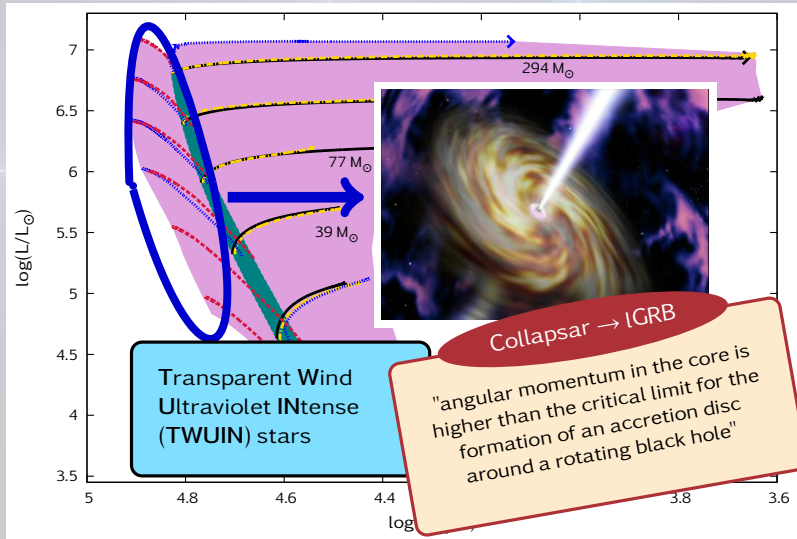 7
6.5
6
5.5
5
4.5
4
3.5
log(L/L⊙)
294 M⊙
77 M⊙
39 M⊙
Collapsar → lGRB
"angular momentum in the core is
higher than the critical limit for the
formation of an accretion disc
around a rotating black hole"
Transparent Wind
Ultraviolet INtense
(TWUIN) stars
5 4.8 4.6 4.4 3.8 3.6